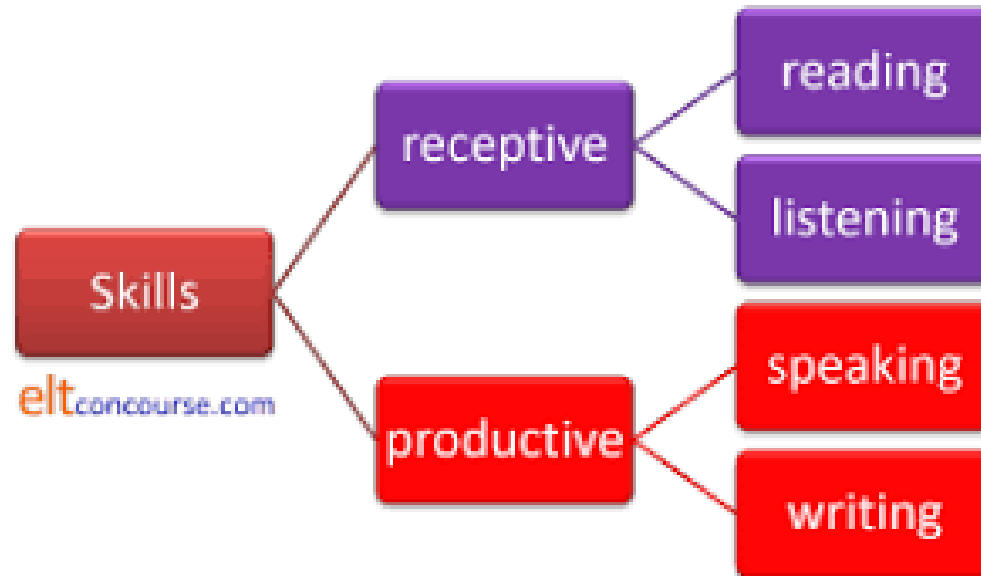 reading
receptive
listening
Skills
eltconcourse.com
speaking
productive
writing